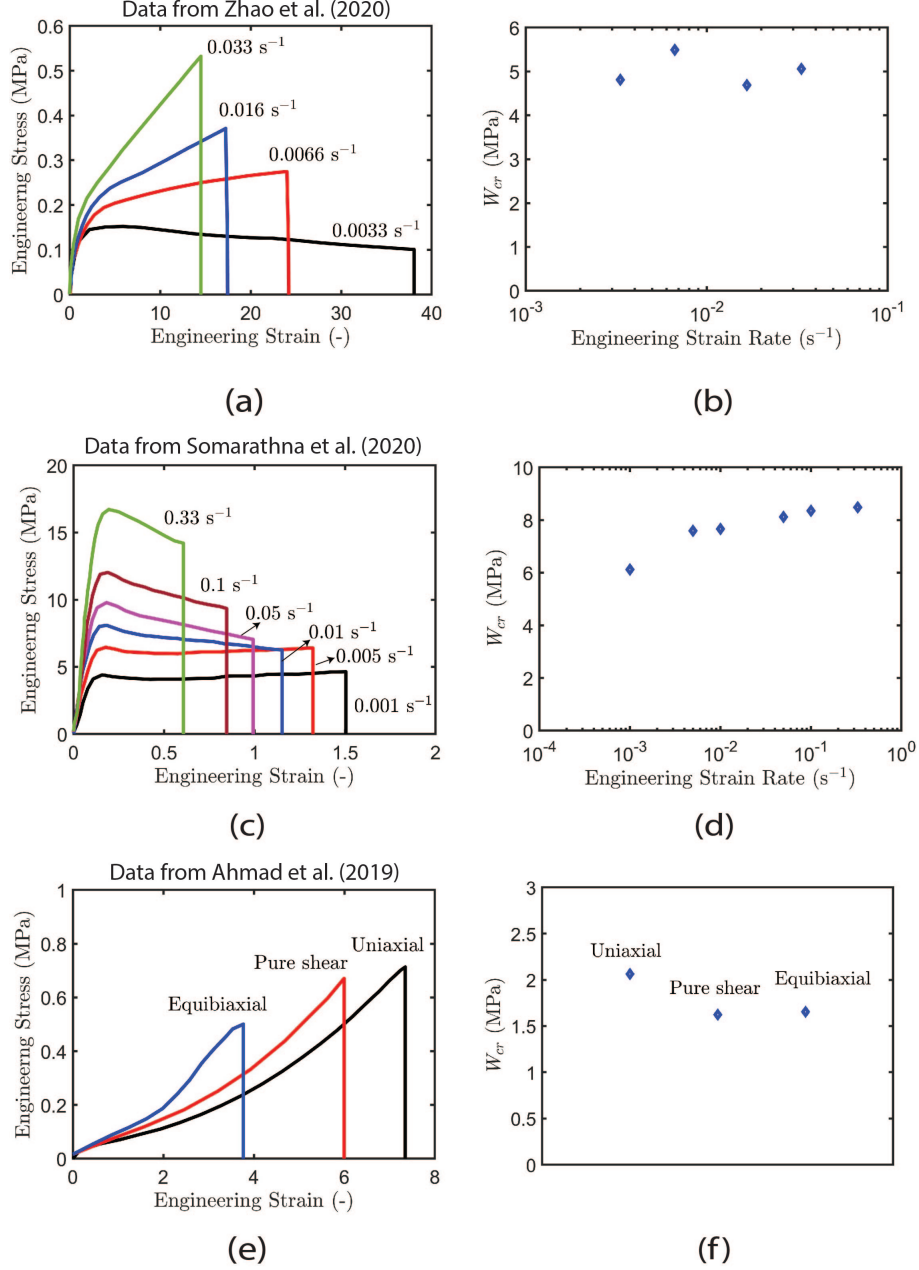 Data from Zhao et al. (2020)
Engineerng Stress (MPa)
0.6
0.5
0.4
0.3
0.2
0.1
0
0.033 s⁻¹
0.016 s⁻¹
0.0066 s⁻¹
0.0033 s⁻¹
0 10 20 30 40
Engineering Strain (-)
(a)
W_cr (MPa)
6
5
4
3
2
1
0
10⁻³ 10⁻² 10⁻¹
Engineering Strain Rate (s⁻¹)
(b)
Data from Somarathna et al. (2020)
Engineerng Stress (MPa)
20
15
10
5
0
0.33 s⁻¹
0.1 s⁻¹
0.05 s⁻¹
0.01 s⁻¹
0.005 s⁻¹
0.001 s⁻¹
0 0.5 1 1.5 2
Engineering Strain (-)
(c)
W_cr (MPa)
10
8
6
4
2
0
10⁻⁴ 10⁻³ 10⁻² 10⁻¹ 10⁰
Engineering Strain Rate (s⁻¹)
(d)
Data from Ahmad et al. (2019)
Engineerng Stress (MPa)
1
0.8
0.6
0.4
0.2
0
Uniaxial
Pure shear
Equibiaxial
0 2 4 6 8
Engineering Strain (-)
(e)
W_cr (MPa)
3
2.5
2
1.5
1
0.5
0
Uniaxial
Pure shear
Equibiaxial
(f)